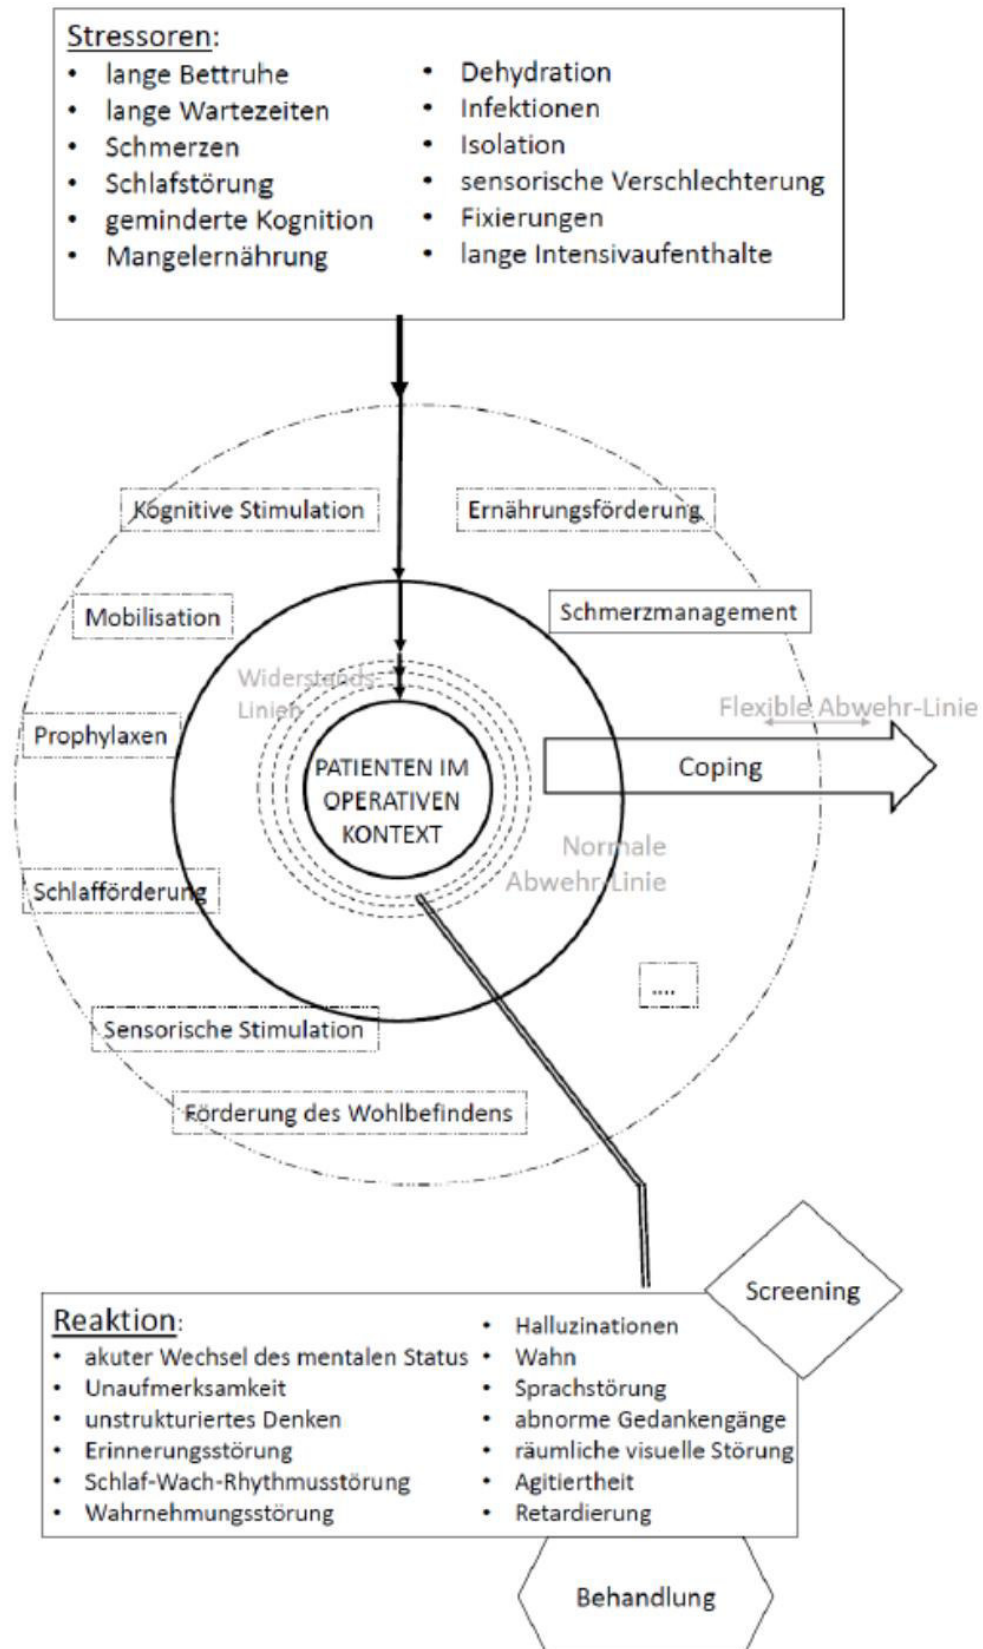 Stressoren:
• lange Bettruhe
• lange Wartezeiten
• Schmerzen
• Schlafstörung
• geminderte Kognition
• Mangelernährung
• Dehydration
• Infektionen
• Isolation
• sensorische Verschlechterung
• Fixierungen
• lange Intensivaufenthalte
Kognitive Stimulation
Ernährungsförderung
Mobilisation
Schmerzmanagement
Widerstands-
Linien
Flexible Abwehr-Linie
Prophylaxen
PATIENTEN IM
OPERATIVEN
KONTEXT
Coping
Normale
Abwehr-Linie
Schlafförderung
....
Sensorische Stimulation
Förderung des Wohlbefindens
Screening
Reaktion:
• akuter Wechsel des mentalen Status
• Unaufmerksamkeit
• unstrukturiertes Denken
• Erinnerungsstörung
• Schlaf-Wach-Rhythmusstörung
• Wahrnehmungsstörung
• Halluzinationen
• Wahn
• Sprachstörung
• abnorme Gedankengänge
• räumliche visuelle Störung
• Agitiertheit
• Retardierung
Behandlung